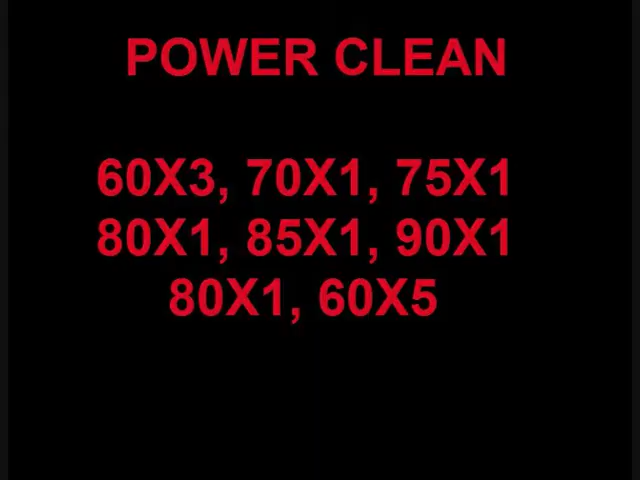 POWER CLEAN
60X3, 70X1, 75X1
80X1, 85X1, 90X1
80X1, 60X5